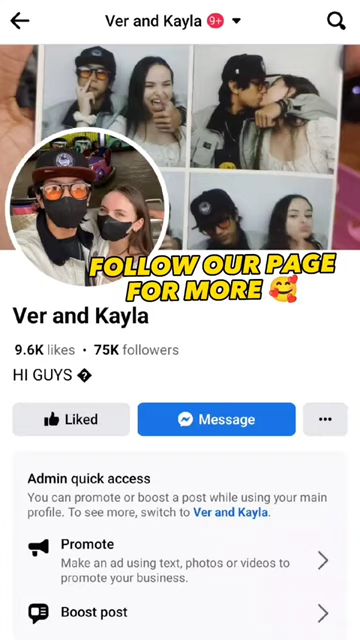 Ver and Kayla 9+
FOLLOW OUR PAGE
FOR MORE 🥰
Ver and Kayla
9.6K likes • 75K followers
HI GUYS �
Liked
Message
Admin quick access
You can promote or boost a post while using your main
profile. To see more, switch to Ver and Kayla.
Promote
Make an ad using text, photos or videos to
promote your business.
Boost post